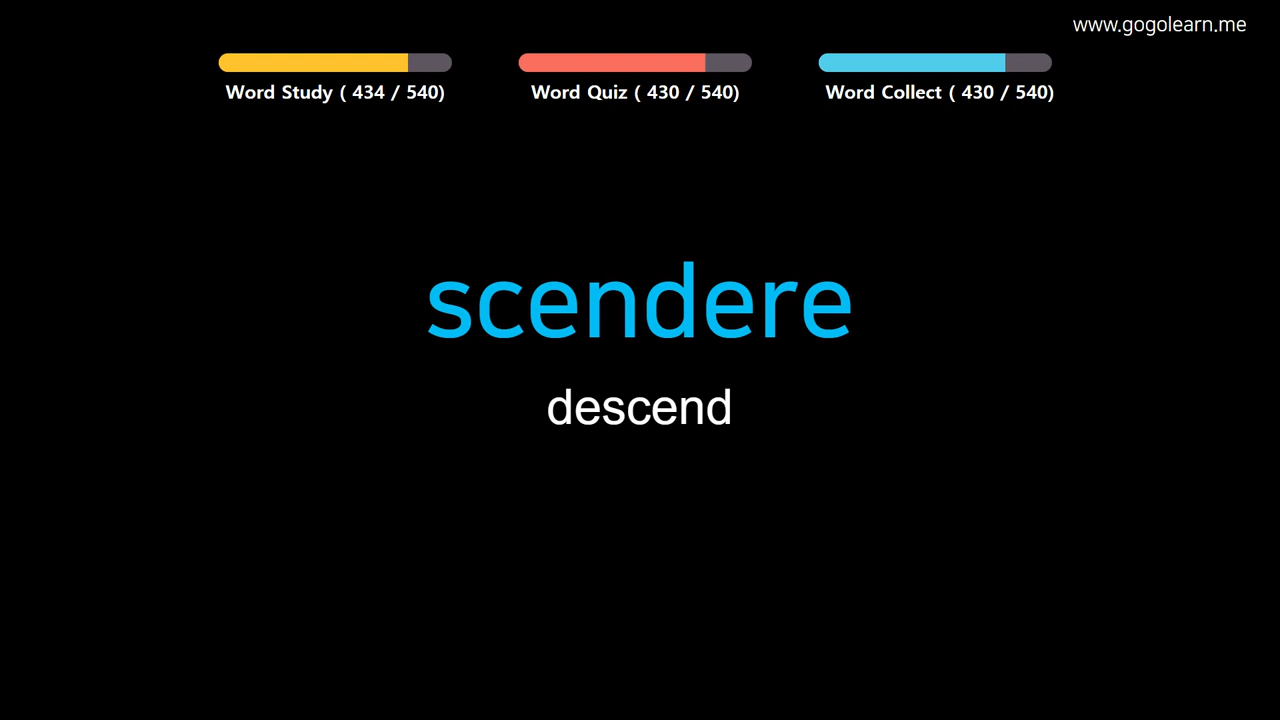 www.gogolearn.me
Word Study ( 434 / 540)
Word Quiz ( 430 / 540)
Word Collect ( 430 / 540)
scendere
descend